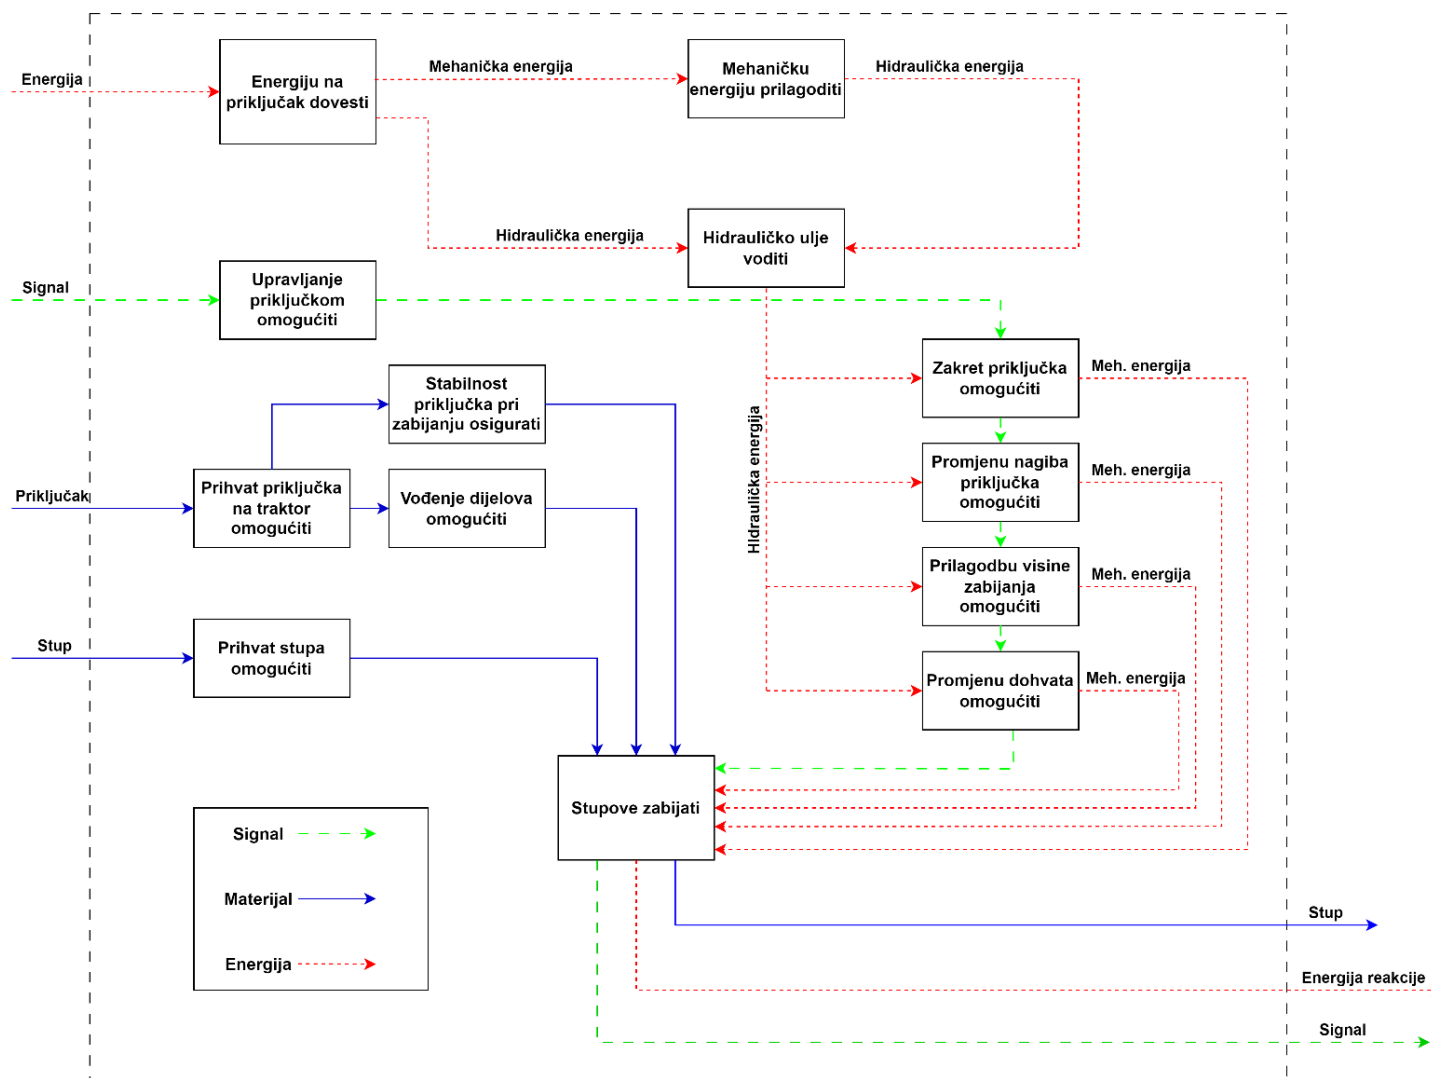 Energija
Energiju na
priključak dovesti
Mehanička energija
Mehaničku
energiju prilagoditi
Hidraulička energija
Hidraulička energija
Hidrauličko ulje
voditi
Signal
Upravljanje
priključkom
omogućiti
Zakret priključka
omogućiti
Meh. energija
Stabilnost
priključka pri
zabijanju osigurati
HIdraulička energija
Promjenu nagiba
priključka
omogućiti
Meh. energija
Priključak
Prihvat priključka
na traktor
omogućiti
Vođenje dijelova
omogućiti
Prilagodbu visine
zabijanja
omogućiti
Meh. energija
Stup
Prihvat stupa
omogućiti
Promjenu dohvata
omogućiti
Meh. energija
Stupove zabijati
Signal
Materijal
Energija
Stup
Energija reakcije
Signal